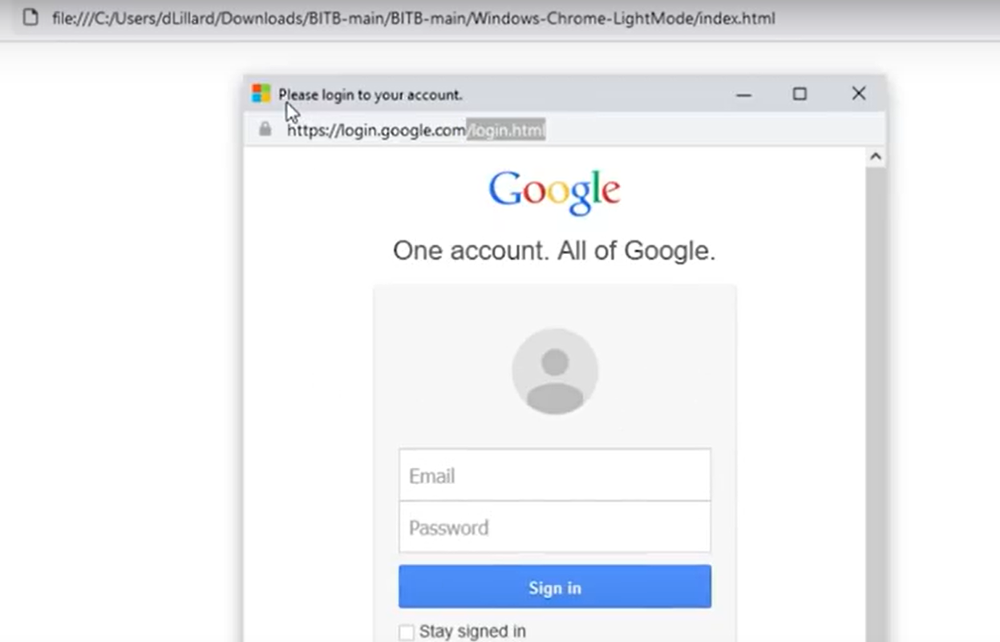 file:///C:/Users/dLillard/Downloads/BITB-main/BITB-main/Windows-Chrome-LightMode/index.html
Please login to your account.
https://login.google.com/login.html
Google
One account. All of Google.
Email
Password
Sign in
Stay signed in